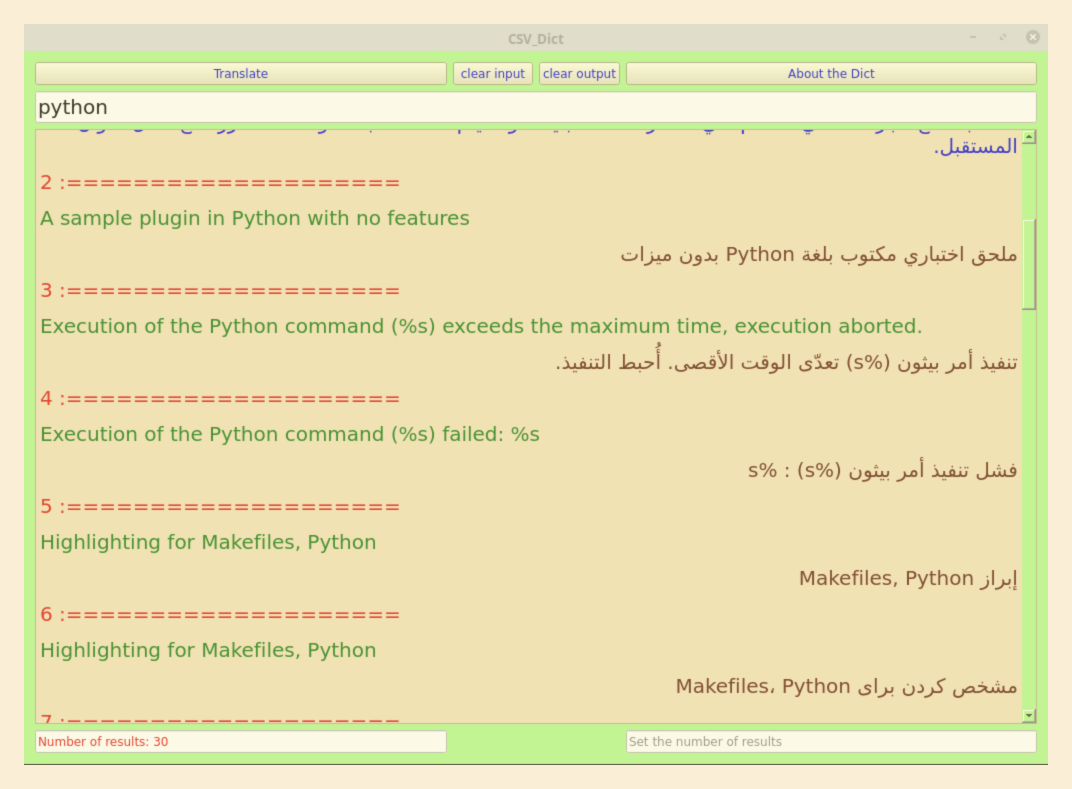 CSV_Dict
Translate
clear input
clear output
About the Dict
python
المستقبل.
2 :====================
A sample plugin in Python with no features
ملحق اختباري مكتوب بلغة Python بدون ميزات
3 :====================
Execution of the Python command (%s) exceeds the maximum time, execution aborted.
تنفيذ أمر بيثون (%s) تعدّى الوقت الأقصى. أُحبط التنفيذ.
4 :====================
Execution of the Python command (%s) failed: %s
فشل تنفيذ أمر بيثون (%s) : %s
5 :====================
Highlighting for Makefiles, Python
إبراز Makefiles, Python
6 :====================
Highlighting for Makefiles, Python
مشخص کردن برای Makefiles، Python
7 :====================
Number of results: 30
Set the number of results